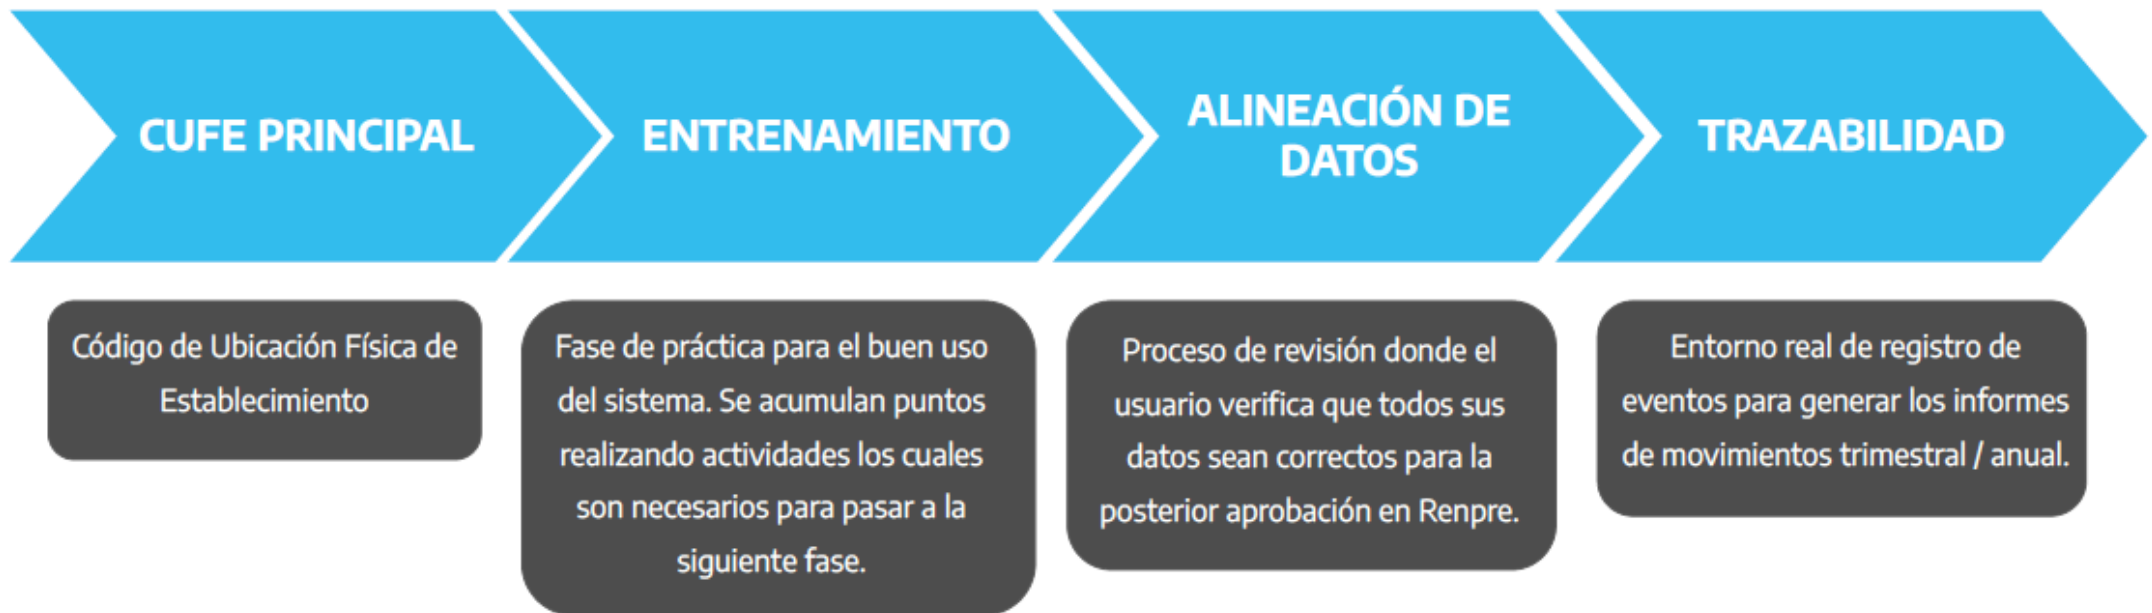 CUFE PRINCIPAL
ENTRENAMIENTO
ALINEACIÓN DE
DATOS
TRAZABILIDAD
Código de Ubicación Física de
Establecimiento
Fase de práctica para el buen uso
del sistema. Se acumulan puntos
realizando actividades los cuales
son necesarios para pasar a la
siguiente fase.
Proceso de revisión donde el
usuario verifica que todos sus
datos sean correctos para la
posterior aprobación en Renpre.
Entorno real de registro de
eventos para generar los informes
de movimientos trimestral / anual.